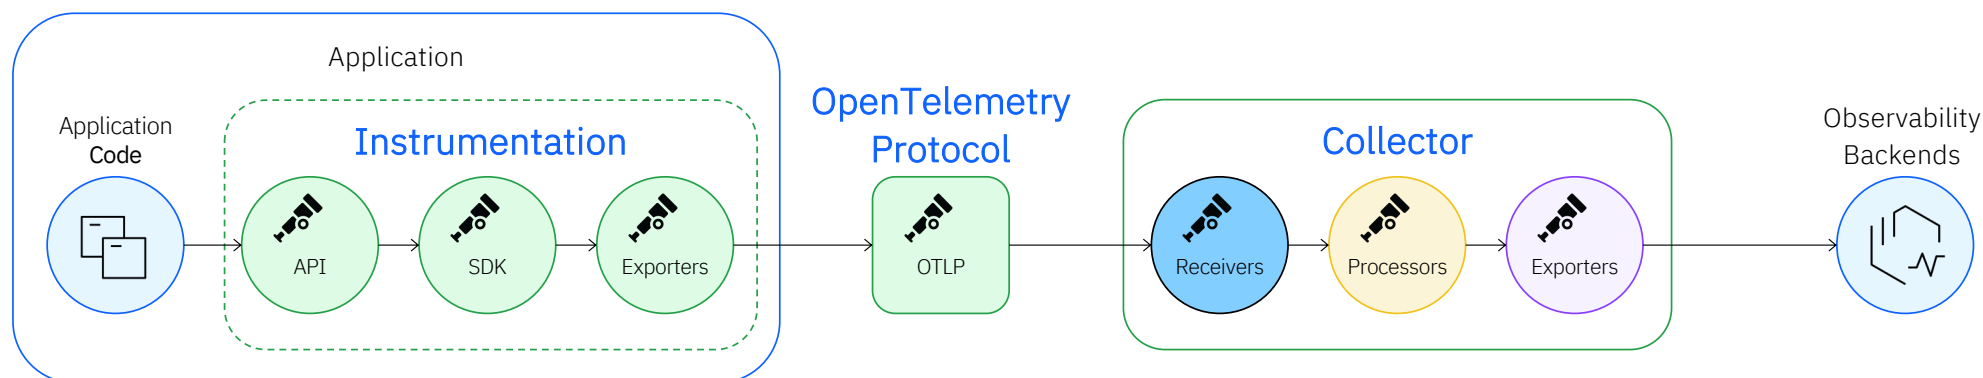 Application
Application
Code
Instrumentation
API
SDK
Exporters
OpenTelemetry
Protocol
OTLP
Collector
Receivers
Processors
Exporters
Observability
Backends